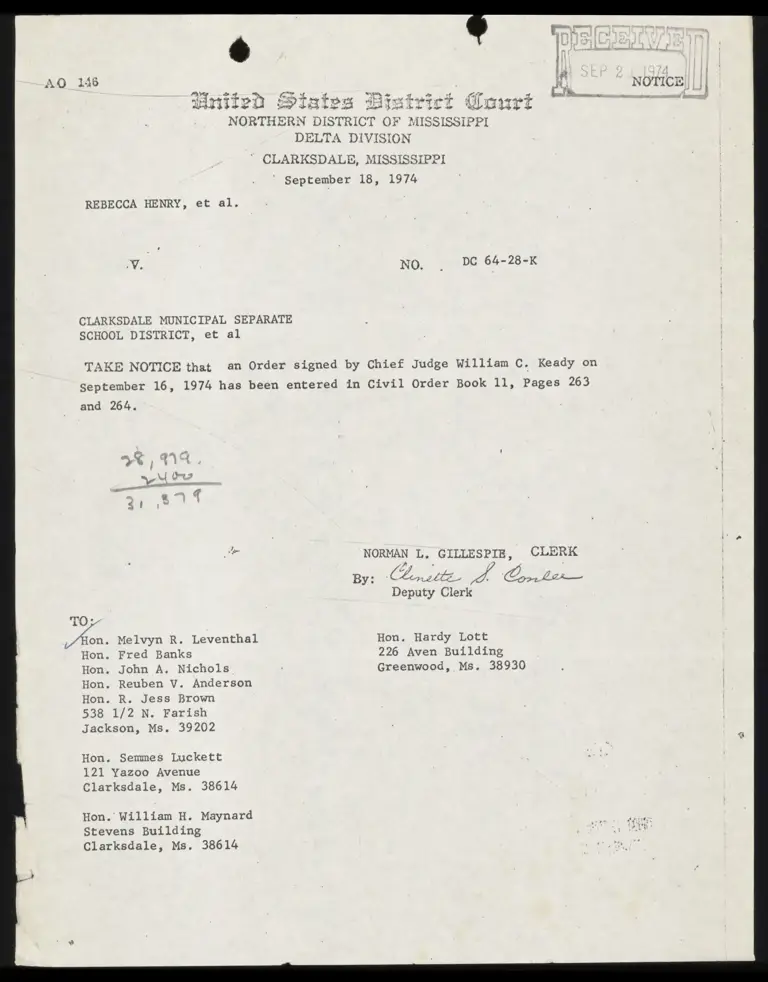 RECEIVED
SEP 2 1974
AO 146
NOTICE
United States District Court
NORTHERN DISTRICT OF MISSISSIPPI
DELTA DIVISION
CLARKSDALE, MISSISSIPPI
September 18, 1974
REBECCA HENRY, et al.
V. NO. DC 64-28-K
CLARKSDALE MUNICIPAL SEPARATE
SCHOOL DISTRICT, et al
TAKE NOTICE that an Order signed by Chief Judge William C. Keady on
September 16, 1974 has been entered in Civil Order Book 11, Pages 263
and 264.
28,979.
2400
31,379
NORMAN L. GILLESPIE, CLERK
By: Clinette S. Conlee
Deputy Clerk
TO:
Hon. Melvyn R. Leventhal
Hon. Fred Banks
Hon. John A. Nichols
Hon. Reuben V. Anderson
Hon. R. Jess Brown
538 1/2 N. Farish
Jackson, Ms. 39202
Hon. Hardy Lott
226 Aven Building
Greenwood, Ms. 38930
Hon. Semmes Luckett
121 Yazoo Avenue
Clarksdale, Ms. 38614
Hon. William H. Maynard
Stevens Building
Clarksdale, Ms. 38614